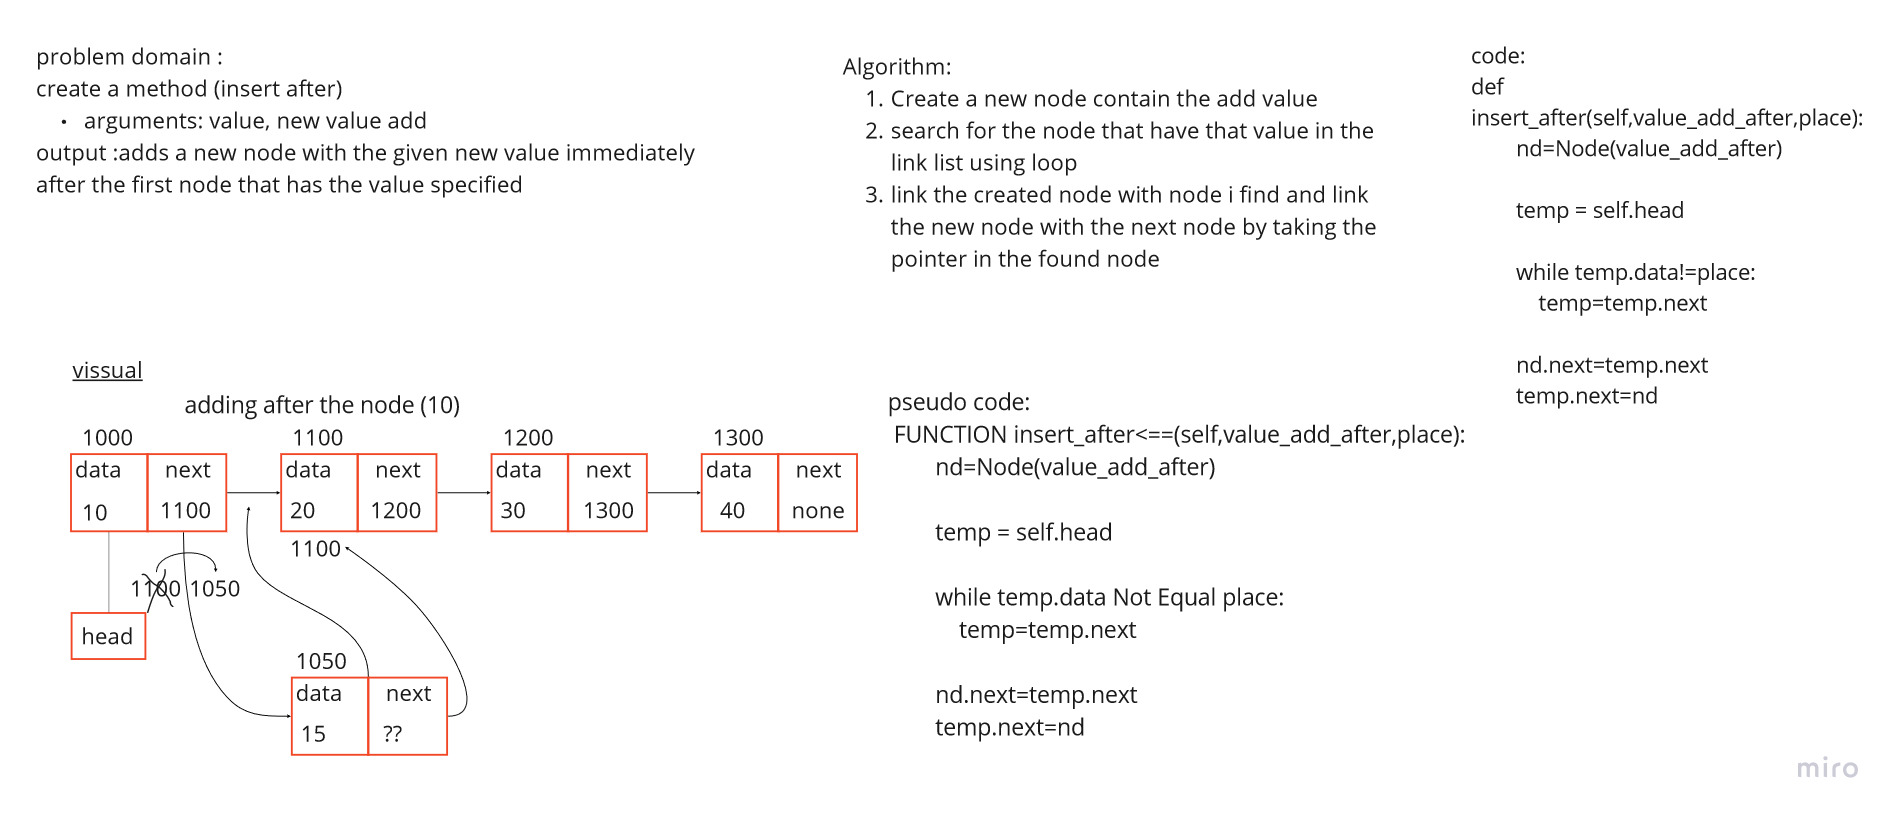 problem domain :
create a method (insert after)
• arguments: value, new value add
output :adds a new node with the given new value immediately
after the first node that has the value specified
Algorithm:
1. Create a new node contain the add value
2. search for the node that have that value in the
link list using loop
3. link the created node with node i find and link
the new node with the next node by taking the
pointer in the found node
code:
def
insert_after(self,value_add_after,place):
nd=Node(value_add_after)
temp = self.head
while temp.data!=place:
temp=temp.next
nd.next=temp.next
temp.next=nd
vissual
adding after the node (10)
1000 1100 1200 1300
data next data next data next data next
10 1100 20 1200 30 1300 40 none
1100
1100 1050
head
1050
data next
15 ??
pseudo code:
FUNCTION insert_after<==(self,value_add_after,place):
nd=Node(value_add_after)
temp = self.head
while temp.data Not Equal place:
temp=temp.next
nd.next=temp.next
temp.next=nd
miro